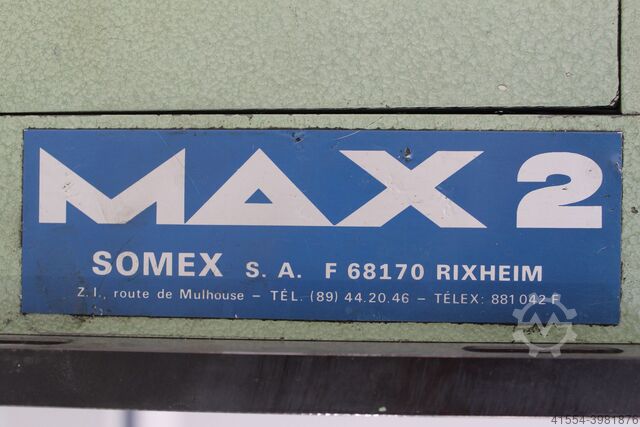 MAX 2
SOMEX S. A. F 68170 RIXHEIM
Z. I., route de Mulhouse – TÉL. (89) 44.20.46 – TÉLEX: 881 042 F
41554-3981876